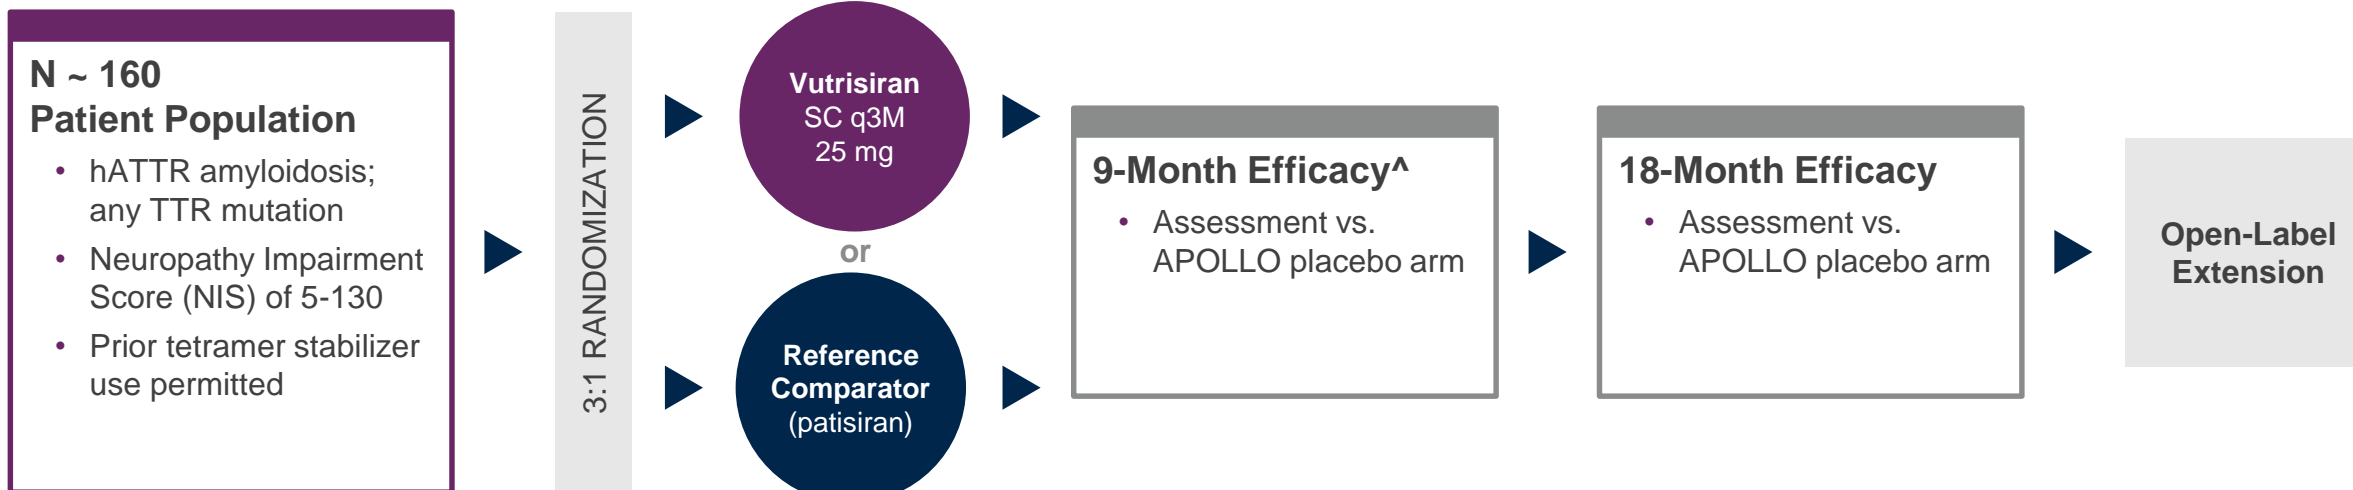 N ~ 160
Patient Population
• hATTR amyloidosis;
any TTR mutation
• Neuropathy Impairment
Score (NIS) of 5-130
• Prior tetramer stabilizer
use permitted
3:1 RANDOMIZATION
Vutrisiran
SC q3M
25 mg
or
Reference
Comparator
(patisiran)
9-Month Efficacy^
• Assessment vs.
APOLLO placebo arm
18-Month Efficacy
• Assessment vs.
APOLLO placebo arm
Open-Label
Extension